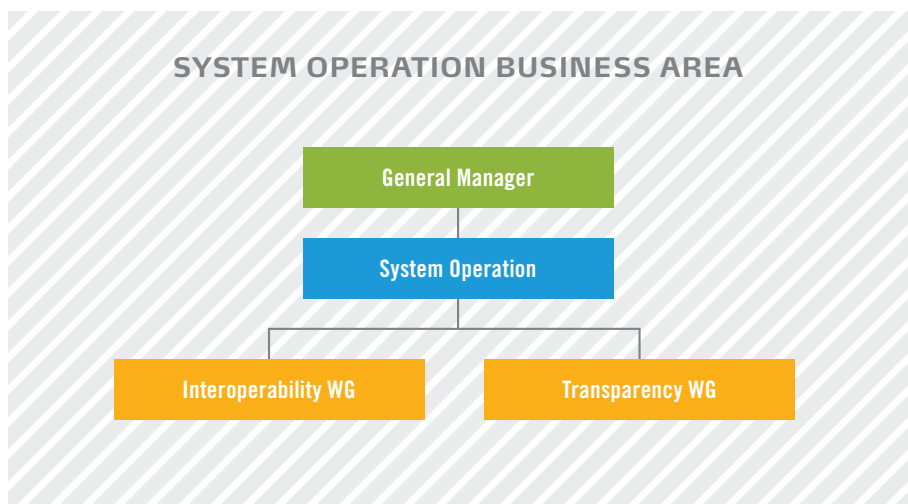 SYSTEM OPERATION BUSINESS AREA
General Manager
System Operation
Interoperability WG
Transparency WG